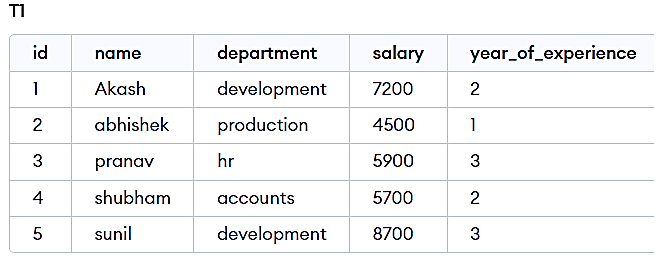 T1
id name department salary year_of_experience
1 Akash development 7200 2
2 abhishek production 4500 1
3 pranav hr 5900 3
4 shubham accounts 5700 2
5 sunil development 8700 3